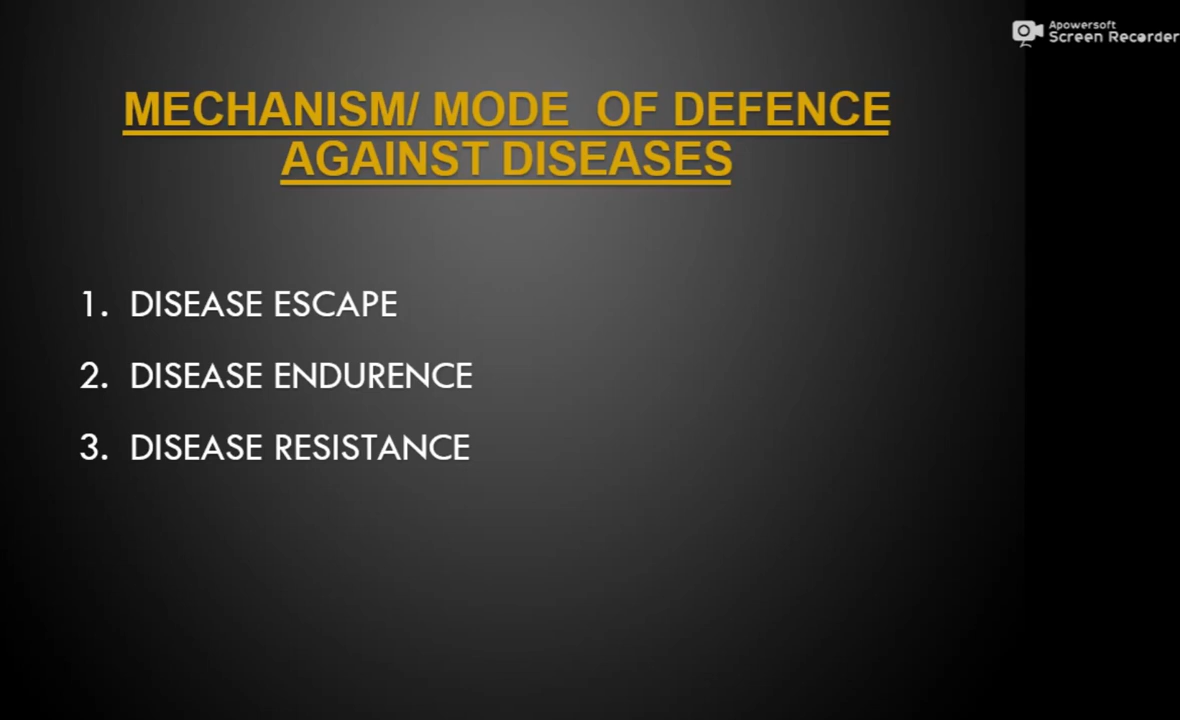 Apowersoft
Screen Recorder
MECHANISM/ MODE OF DEFENCE
AGAINST DISEASES
1. DISEASE ESCAPE
2. DISEASE ENDURENCE
3. DISEASE RESISTANCE